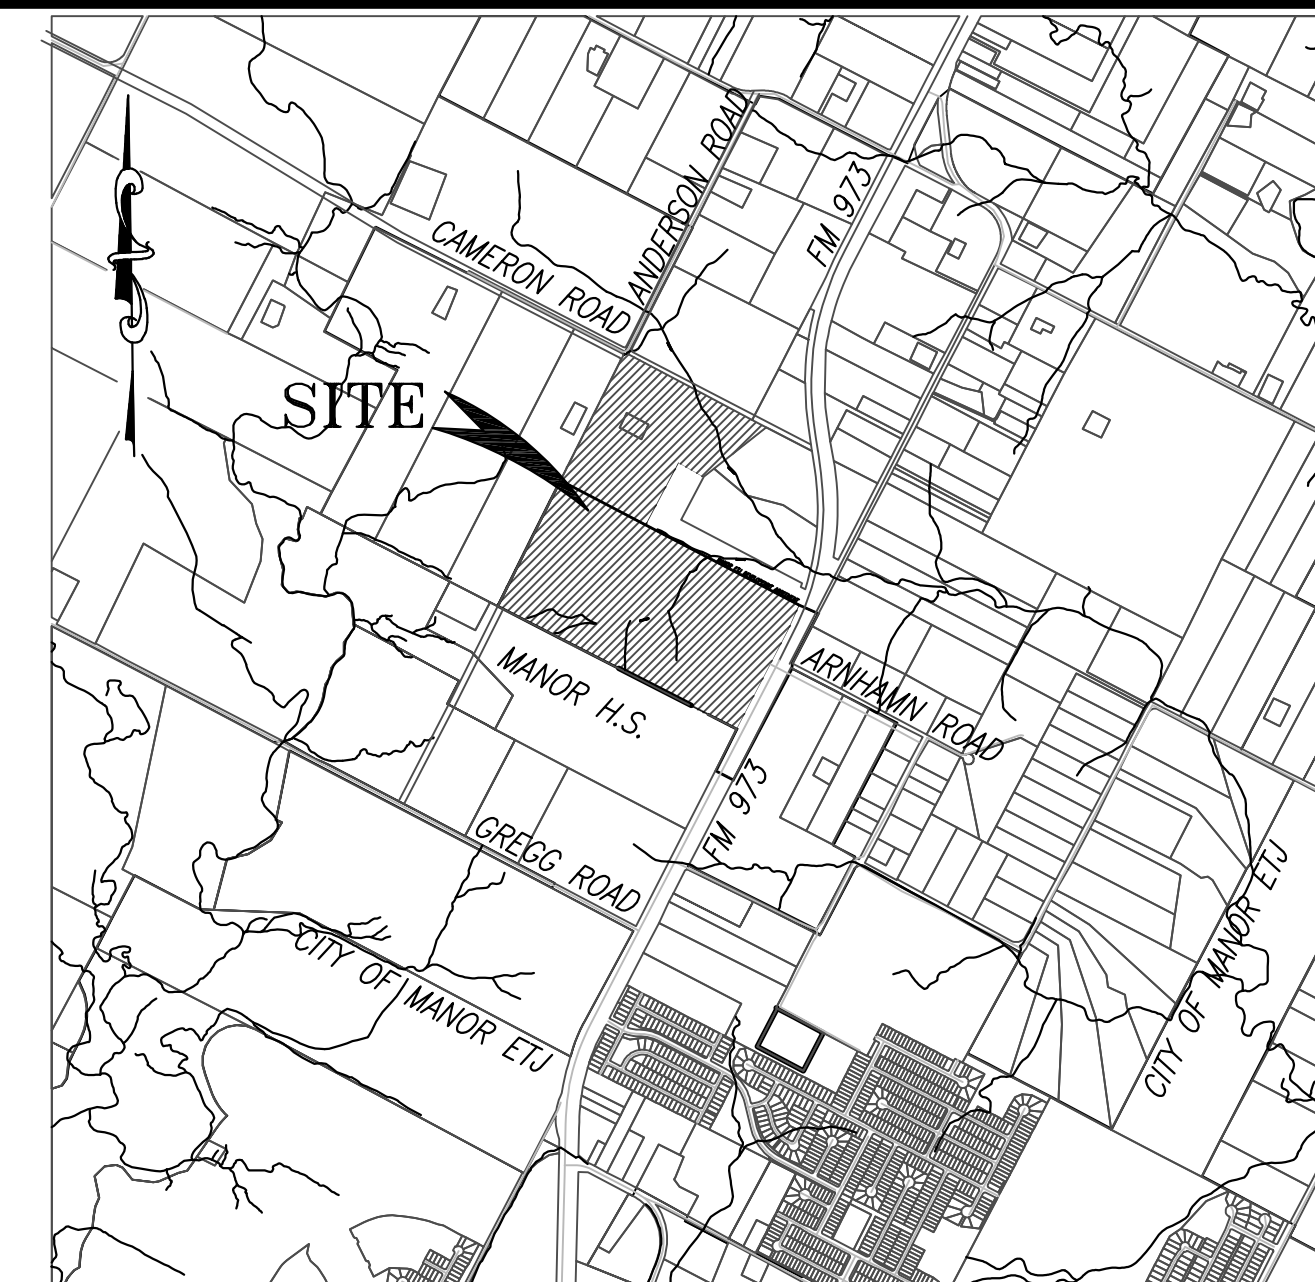 ANDERSON ROAD
FM 973
CAMERON ROAD
SITE
MANOR H.S.
ARNHAMN ROAD
FM 973
GREGG ROAD
CITY OF MANOR ETJ
CITY OF MANOR ETJ